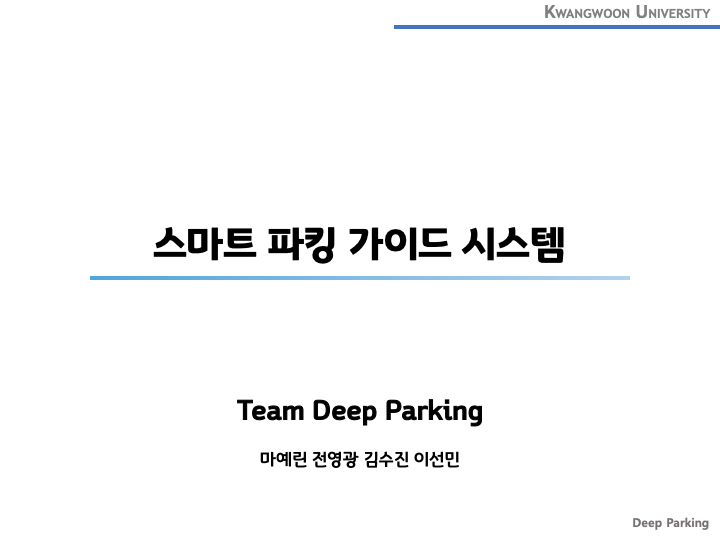 KWANGWOON UNIVERSITY
스마트 파킹 가이드 시스템
Team Deep Parking
마예린 전영광 김수진 이선민
Deep Parking